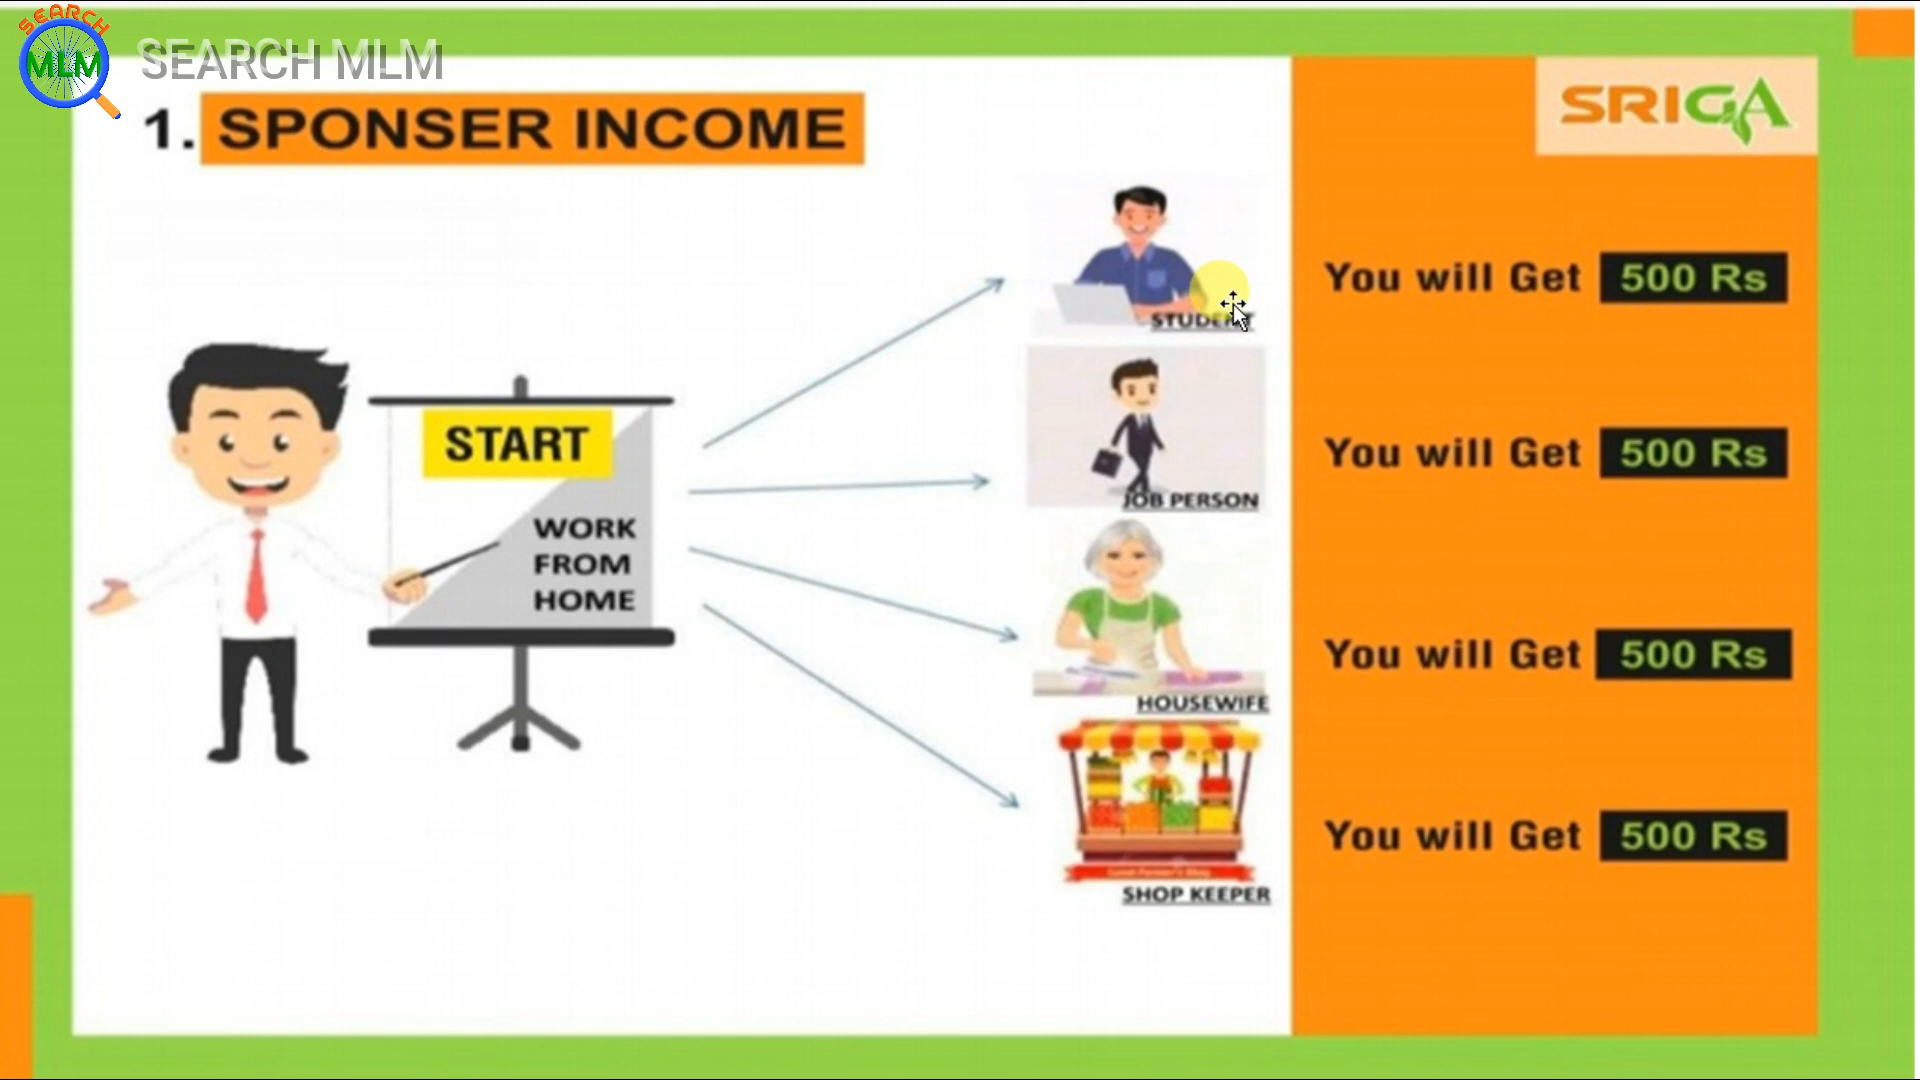 SEARCH
MLM
SEARCH MLM
SRIGA
1. SPONSER INCOME
START
WORK
FROM
HOME
STUDENT
You will Get 500 Rs
JOB PERSON
You will Get 500 Rs
HOUSEWIFE
You will Get 500 Rs
SHOP KEEPER
You will Get 500 Rs